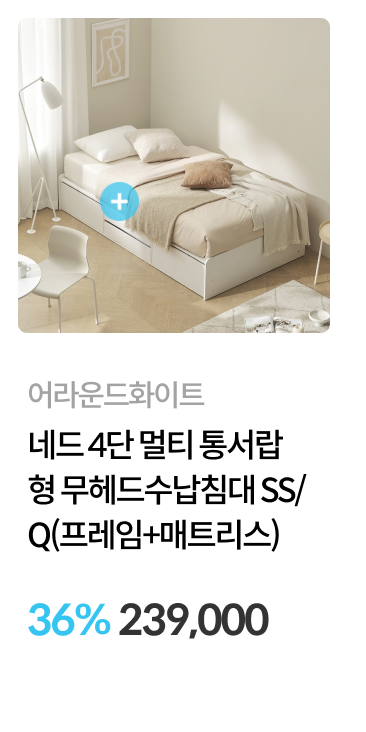 어라운드화이트
네드 4단 멀티 통서랍
형 무헤드수납침대 SS/
Q(프레임+매트리스)
36% 239,000